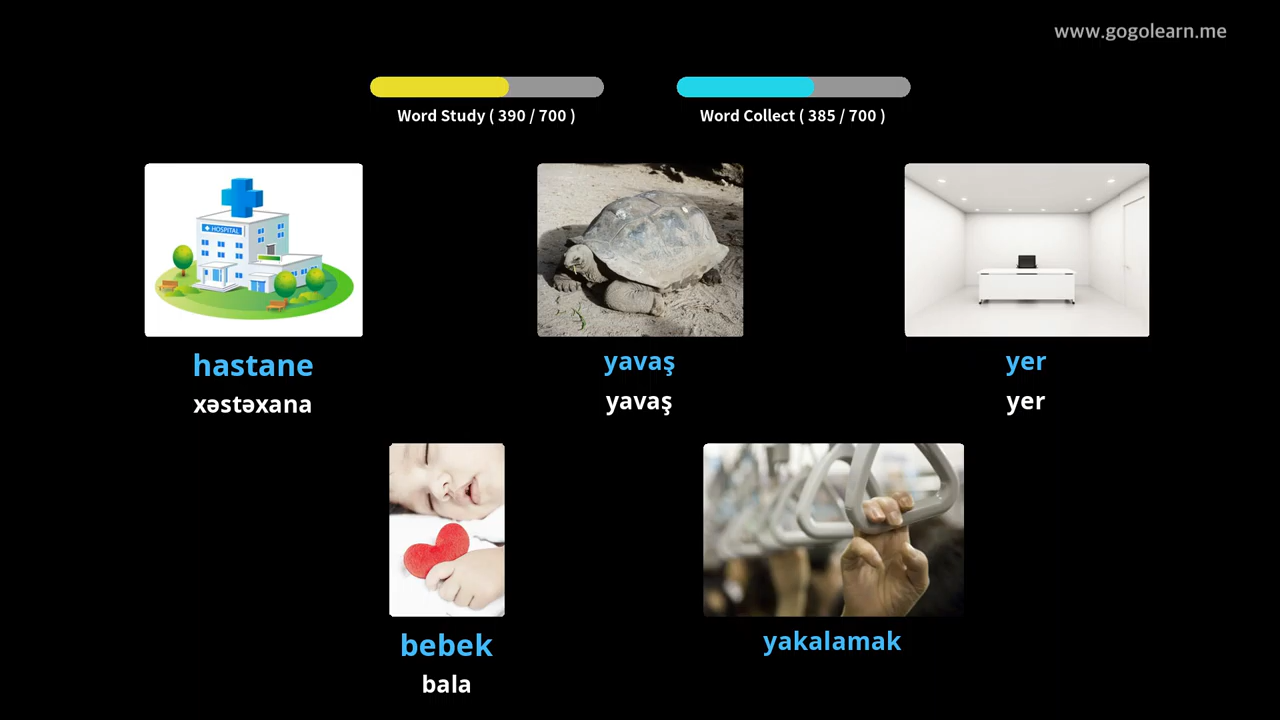 www.gogolearn.me
Word Study ( 390 / 700 )
Word Collect ( 385 / 700 )
HOSPITAL
hastane
xəstəxana
yavaş
yavaş
yer
yer
bebek
bala
yakalamak